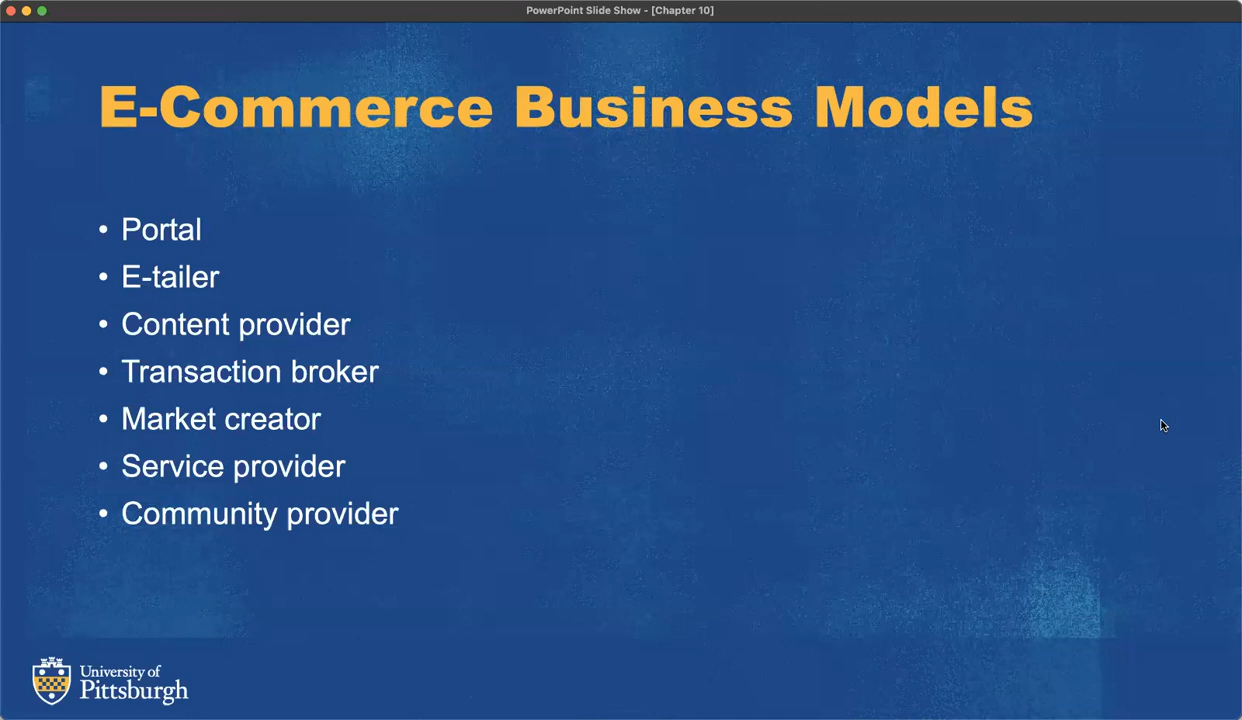 PowerPoint Slide Show - [Chapter 10]
E-Commerce Business Models
• Portal
• E-tailer
• Content provider
• Transaction broker
• Market creator
• Service provider
• Community provider
University of
Pittsburgh